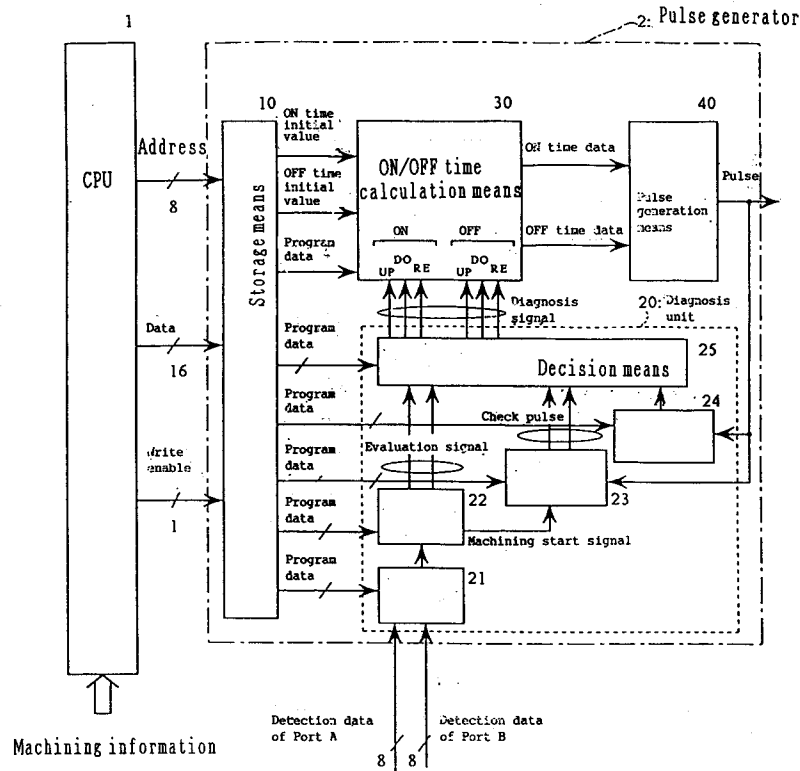 1
2: Pulse generator
10
30
40
CPU
Address
8
Data
16
Write
enable
1
Storage means
ON time
initial
value
OFF time
initial
value
Program
data
ON/OFF time
calculation means
ON
OFF
UP
DO
RE
UP
DO
RE
ON time data
OFF time data
Pulse
generation
means
Pulse
Diagnosis
signal
20: Diagnosis
unit
Program
data
Decision means
25
Program
data
Check pulse
24
Evaluation signal
Program
data
22
23
Program
data
Machining start signal
Program
data
21
Detection data
of Port A
8
8
Detection data
of Port B
Machining information